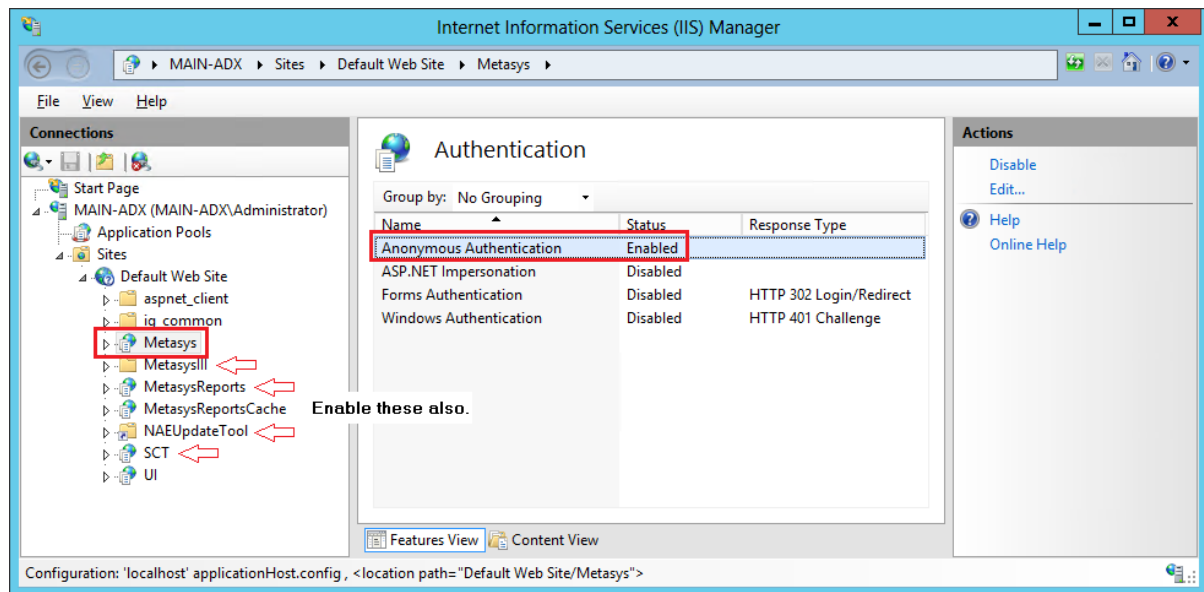 Internet Information Services (IIS) Manager
MAIN-ADX Sites Default Web Site Metasys
File View Help
Connections
Start Page
MAIN-ADX (MAIN-ADX\Administrator)
Application Pools
Sites
Default Web Site
aspnet_client
iq_common
Metasys
MetasysIII
MetasysReports
MetasysReportsCache
NAEUpdateTool
SCT
UI
Enable these also.
Authentication
Group by: No Grouping
Name Status Response Type
Anonymous Authentication Enabled
ASP.NET Impersonation Disabled
Forms Authentication Disabled HTTP 302 Login/Redirect
Windows Authentication Disabled HTTP 401 Challenge
Features View Content View
Actions
Disable
Edit...
Help
Online Help
Configuration: 'localhost' applicationHost.config , <location path="Default Web Site/Metasys">